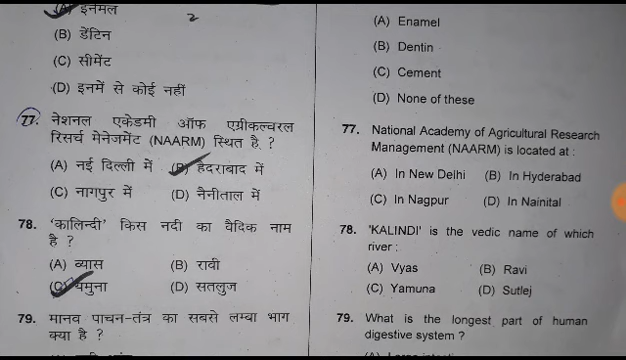 (A) इनेमल
2
(B) डेंटिन
(C) सीमेंट
(D) इनमें से कोई नहीं
77. नेशनल एकेडमी ऑफ एग्रीकल्चरल
रिसर्च मेनेजमेंट (NAARM) स्थित है ?
(A) नई दिल्ली में (B) हैदराबाद में
(C) नागपुर में (D) नैनीताल में
78. 'कालिन्दी' किस नदी का वैदिक नाम
है ?
(A) व्यास (B) रावी
(C) यमुना (D) सतलुज
79. मानव पाचन-तंत्र का सबसे लम्बा भाग
क्या है ?
(A) Enamel
(B) Dentin
(C) Cement
(D) None of these
77. National Academy of Agricultural Research
Management (NAARM) is located at :
(A) In New Delhi (B) In Hyderabad
(C) In Nagpur (D) In Nainital
78. 'KALINDI' is the vedic name of which
river :
(A) Vyas (B) Ravi
(C) Yamuna (D) Sutlej
79. What is the longest part of human
digestive system ?